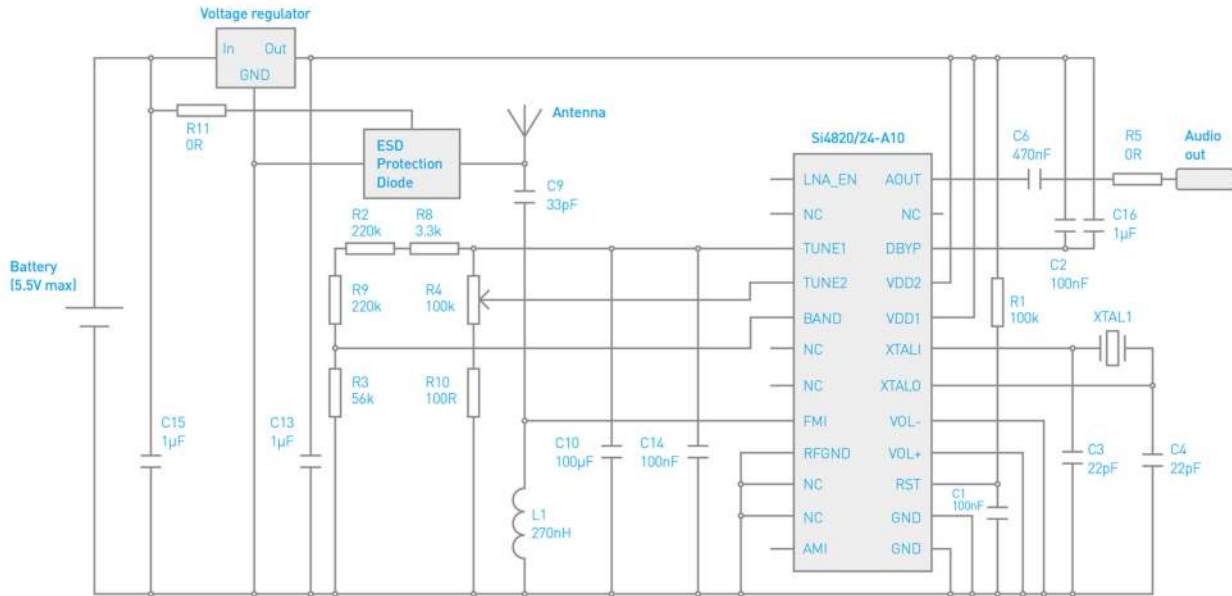 Voltage regulator
In
Out
GND
R11
0R
ESD
Protection
Diode
Antenna
C9
33pF
Si4820/24-A10
C6
470nF
R5
0R
Audio
out
LNA_EN
AOUT
NC
NC
C16
1µF
R2
220k
R8
3.3k
TUNE1
DBYP
C2
100nF
Battery
(5.5V max)
R9
220k
R4
100k
TUNE2
VDD2
R1
100k
BAND
VDD1
XTAL1
NC
XTALI
R3
56k
R10
100R
NC
XTALO
C15
1µF
C13
1µF
FMI
VOL-
C10
100µF
C14
100nF
RFGND
VOL+
C3
22pF
C4
22pF
NC
RST
C1
100nF
L1
270nH
NC
GND
AMI
GND